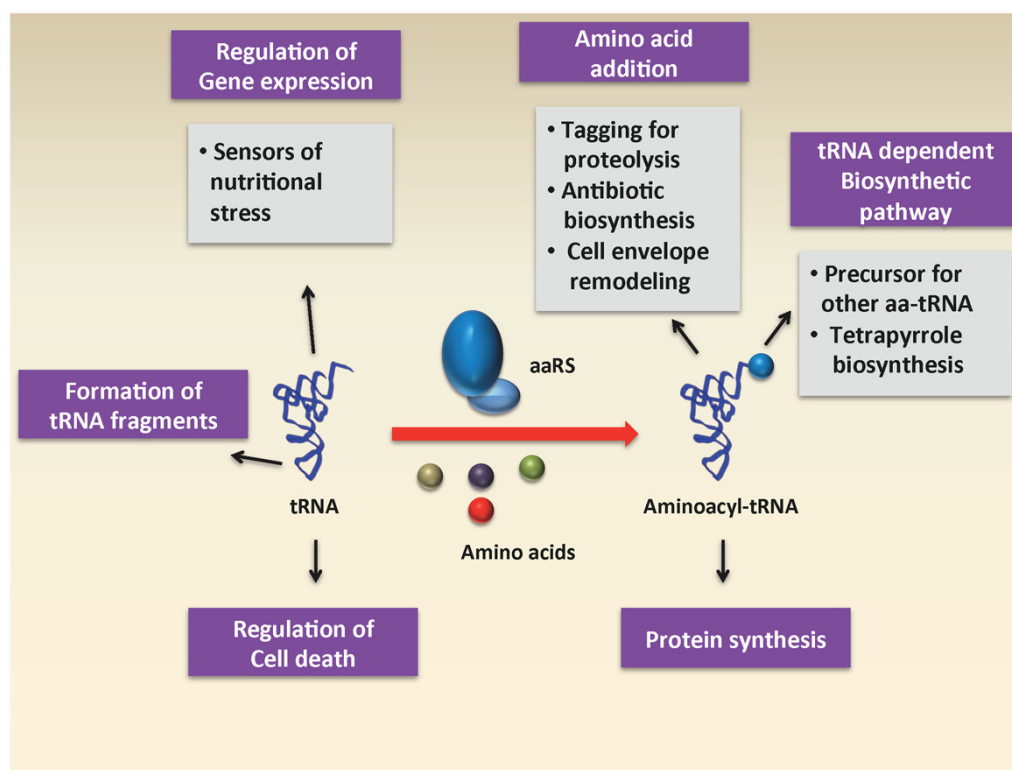 Regulation of
Gene expression
• Sensors of
nutritional
stress
Amino acid
addition
• Tagging for
proteolysis
• Antibiotic
biosynthesis
• Cell envelope
remodeling
tRNA dependent
Biosynthetic
pathway
• Precursor for
other aa-tRNA
• Tetrapyrrole
biosynthesis
Formation of
tRNA fragments
aaRS
tRNA
Amino acids
Aminoacyl-tRNA
Regulation of
Cell death
Protein synthesis